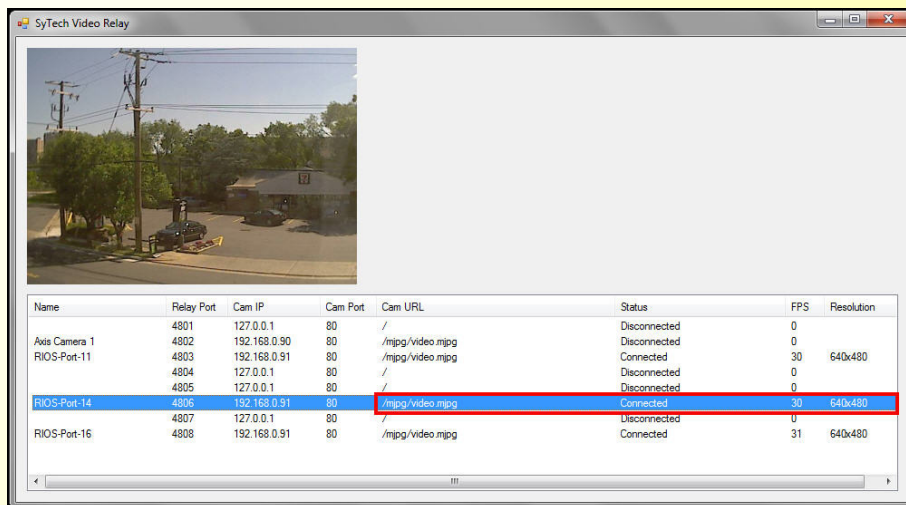 SyTech Video Relay
Name Relay Port Cam IP Cam Port Cam URL Status FPS Resolution
4801 127.0.0.1 80 / Disconnected 0
Axis Camera 1 4802 192.168.0.90 80 /mjpg/video.mjpg Disconnected 0
RIOS-Port-11 4803 192.168.0.91 80 /mjpg/video.mjpg Connected 30 640x480
4804 127.0.0.1 80 / Disconnected 0
4805 127.0.0.1 80 / Disconnected 0
RIOS-Port-14 4806 192.168.0.91 80 /mjpg/video.mjpg Connected 30 640x480
4807 127.0.0.1 80 / Disconnected 0
RIOS-Port-16 4808 192.168.0.91 80 /mjpg/video.mjpg Connected 31 640x480